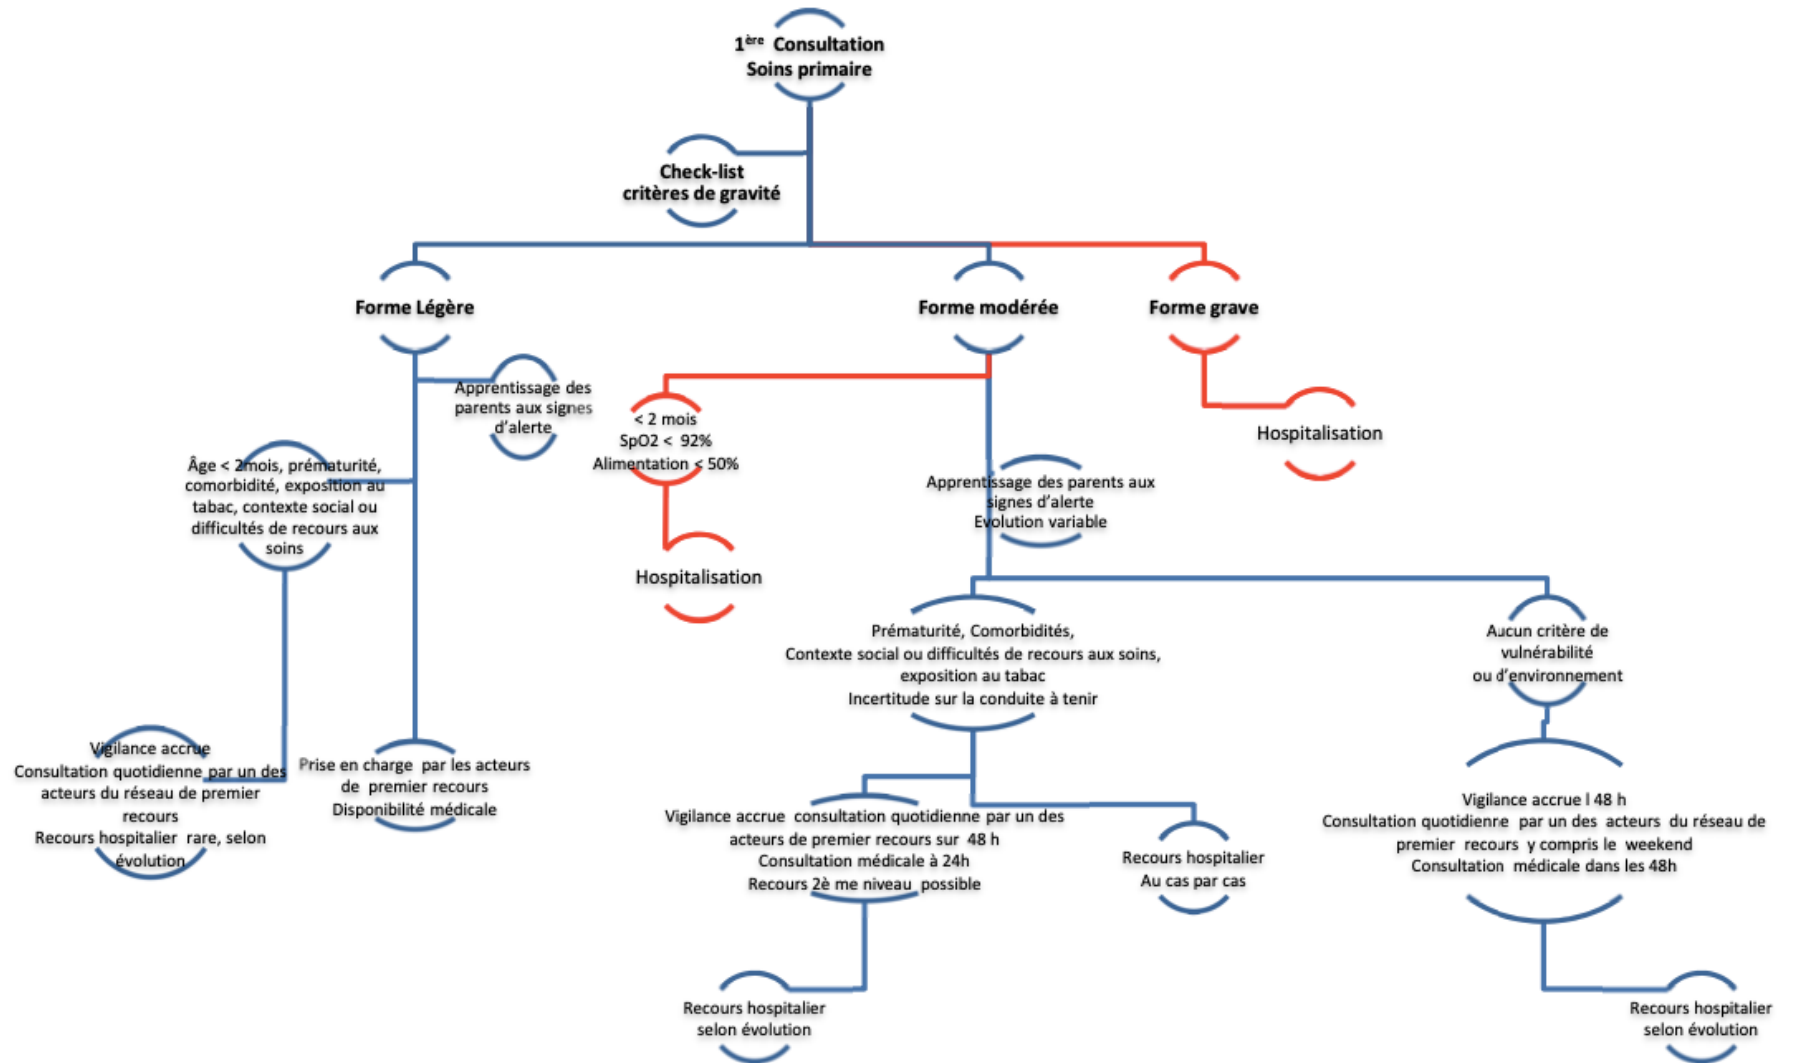 1ère Consultation
Soins primaire
Check-list
critères de gravité
Forme Légère
Forme modérée
Forme grave
Apprentissage des
parents aux signes
d'alerte
< 2 mois
SpO2 < 92%
Alimentation < 50%
Hospitalisation
Âge < 2mois, prématurité,
comorbidité, exposition au
tabac, contexte social ou
difficultés de recours aux
soins
Apprentissage des parents aux
signes d'alerte
Evolution variable
Hospitalisation
Prématurité, Comorbidités,
Contexte social ou difficultés de recours aux soins,
exposition au tabac
Incertitude sur la conduite à tenir
Aucun critère de
vulnérabilité
ou d'environnement
Vigilance accrue
Consultation quotidienne par un des
acteurs du réseau de premier
recours
Recours hospitalier rare, selon
évolution
Prise en charge par les acteurs
de premier recours
Disponibilité médicale
Vigilance accrue consultation quotidienne par un des
acteurs de premier recours sur 48 h
Consultation médicale à 24h
Recours 2è me niveau possible
Recours hospitalier
Au cas par cas
Vigilance accrue l 48 h
Consultation quotidienne par un des acteurs du réseau de
premier recours y compris le weekend
Consultation médicale dans les 48h
Recours hospitalier
selon évolution
Recours hospitalier
selon évolution